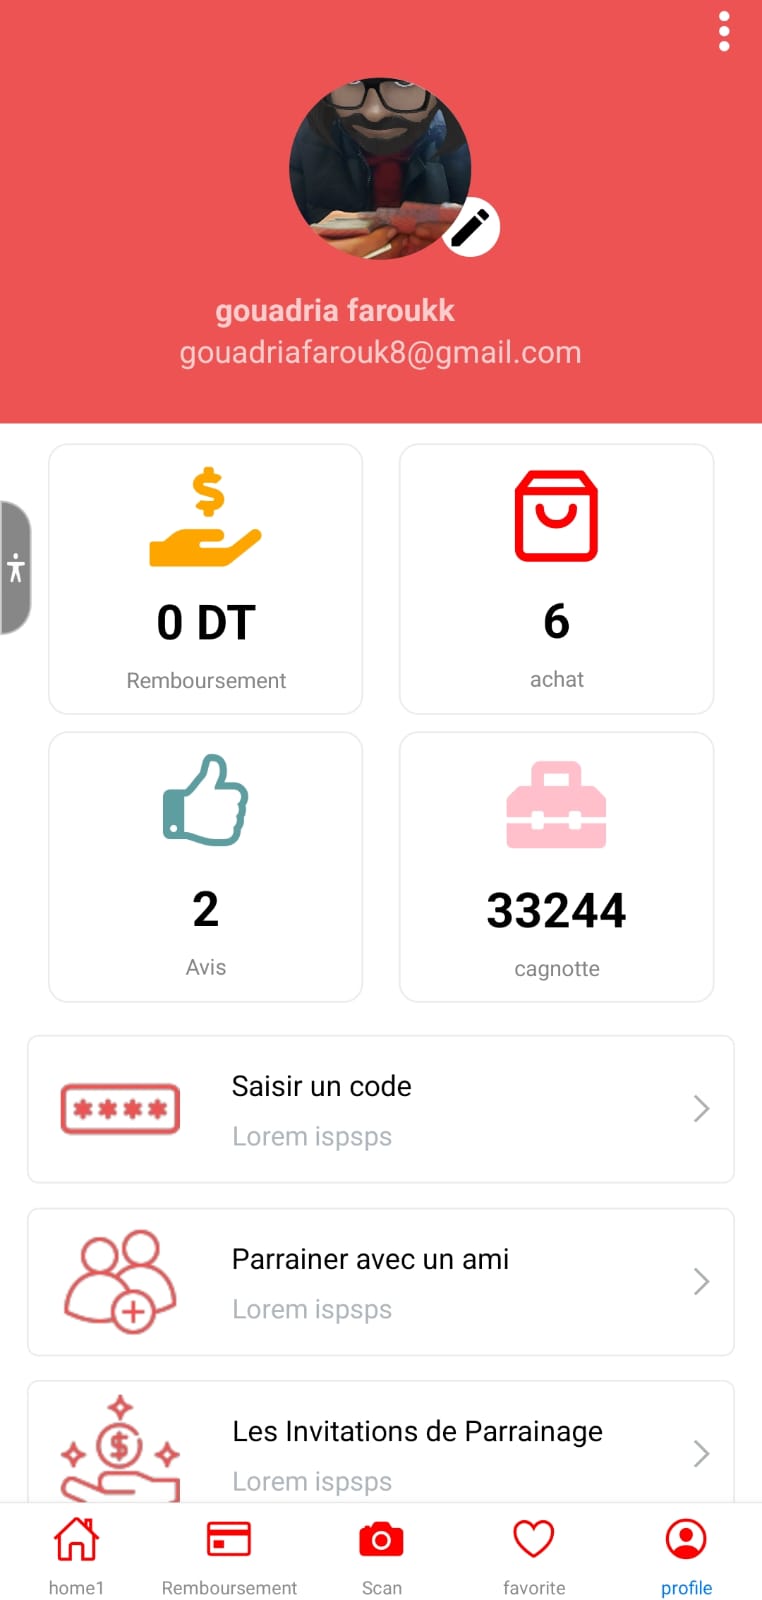 gouadria faroukk
gouadriafarouk8@gmail.com
0 DT
Remboursement
6
achat
2
Avis
33244
cagnotte
Saisir un code
Lorem ispsps
Parrainer avec un ami
Lorem ispsps
Les Invitations de Parrainage
Lorem ispsps
home1
Remboursement
Scan
favorite
profile